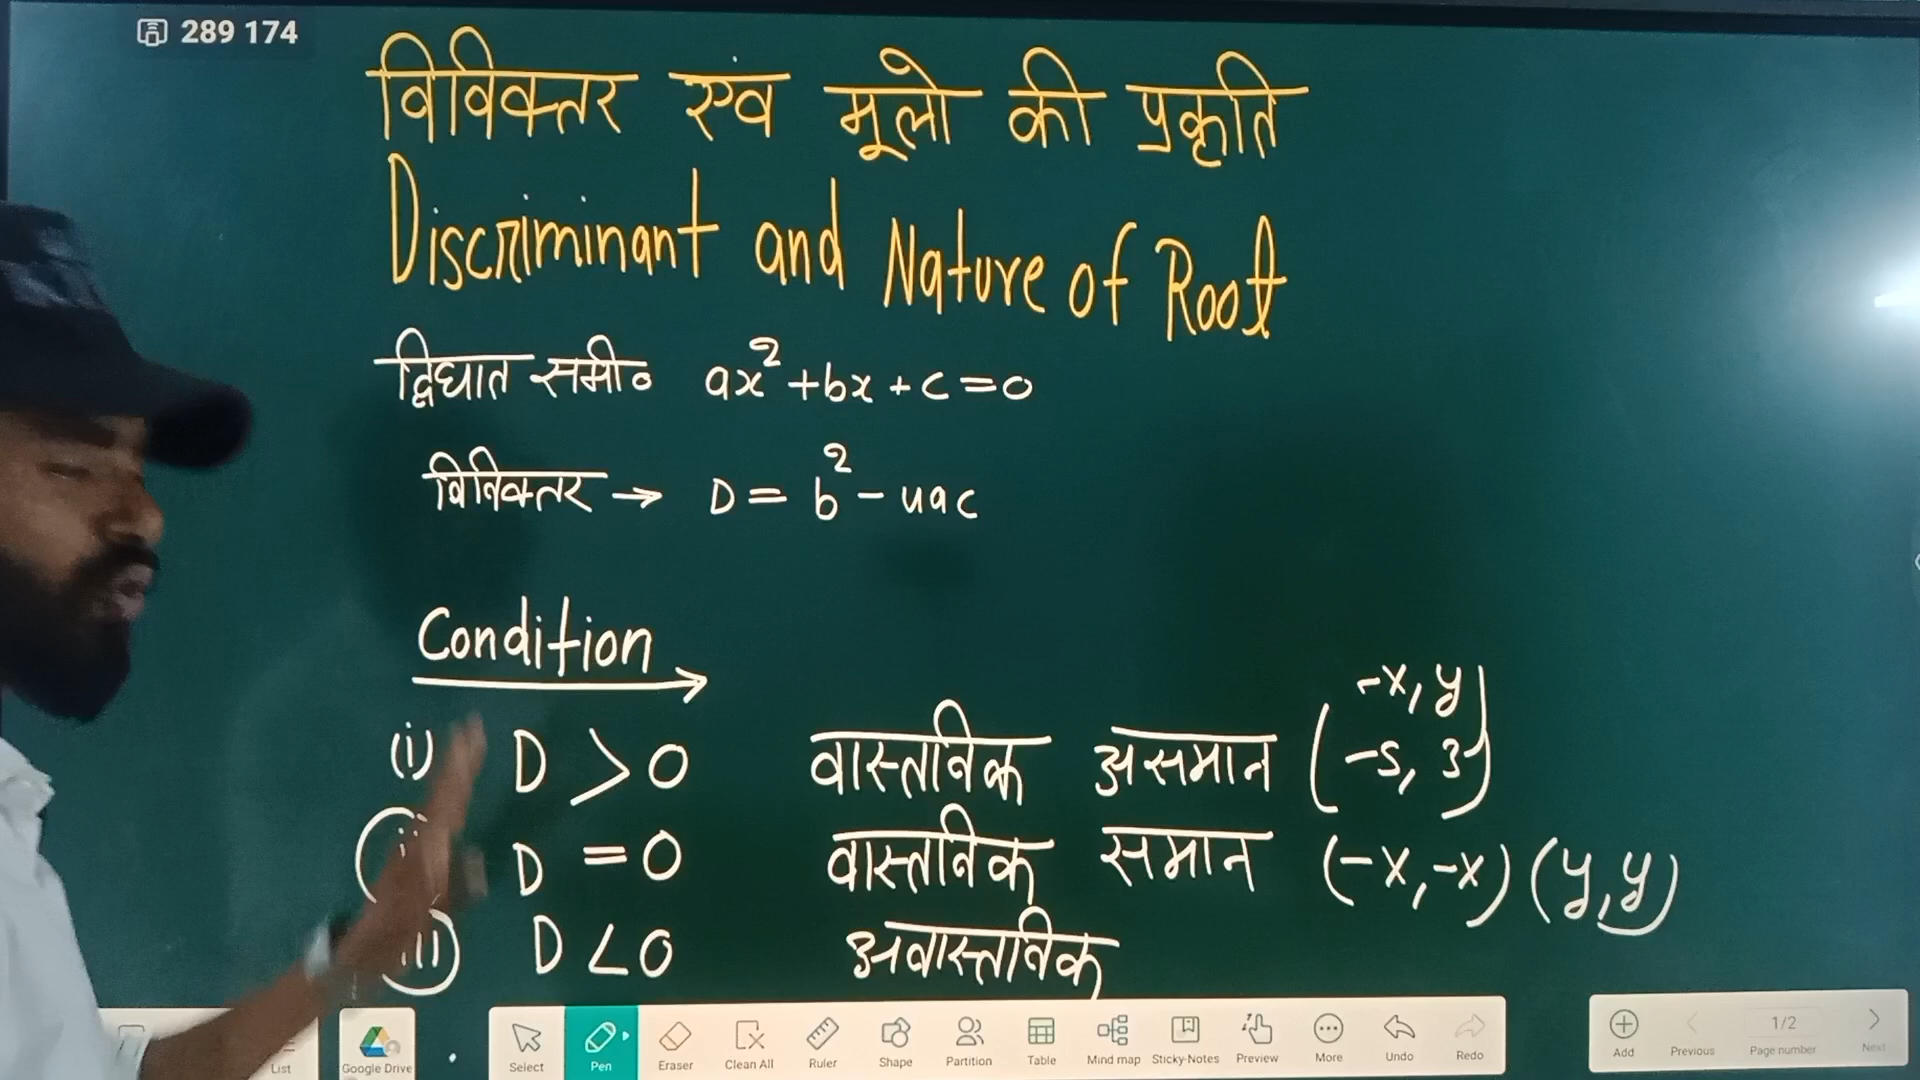 289 174
विविक्तर एवं मूलो की प्रकृति
Discriminant and Nature of Root
द्विघात समी० ax²+bx+c=0
विविक्तर → D = b² - 4ac
Condition
-x, y
(i) D > 0 वास्तविक असमान (-5, 3)
(ii) D = 0 वास्तविक समान (-x,-x) (y,y)
(iii) D < 0 अवास्तविक
List Google Drive Select Pen Eraser Clean All Ruler Shape Partition Table Mind map Sticky-Notes Preview More Undo Redo Add Previous 1/2 Page number Next